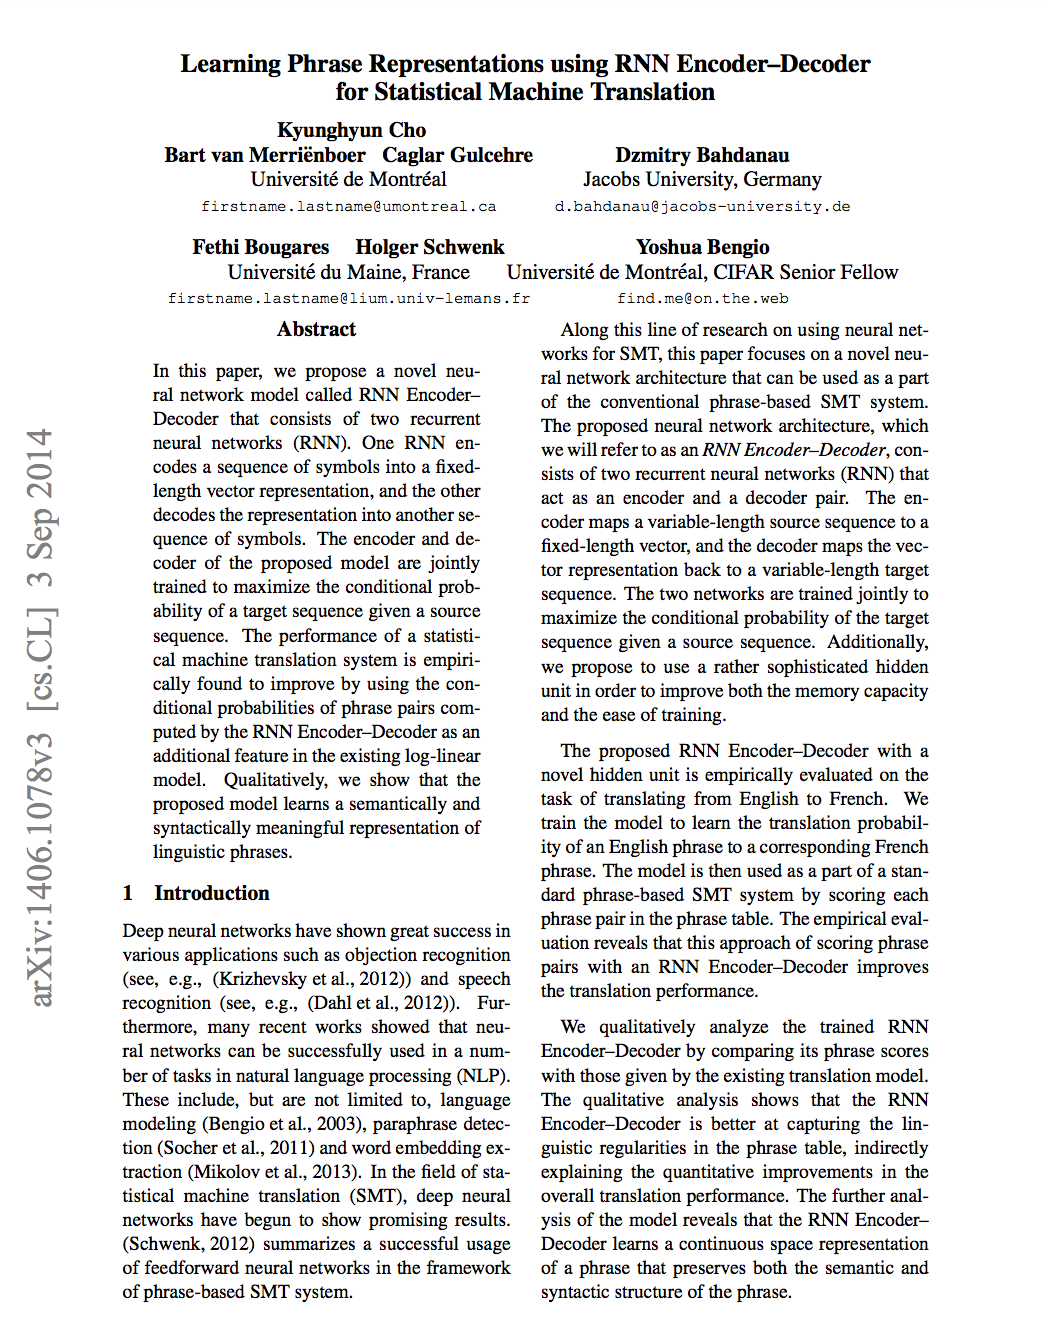 Learning Phrase Representations using RNN Encoder–Decoder
for Statistical Machine Translation
Kyunghyun Cho
Bart van Merriënboer Caglar Gulcehre
Université de Montréal
firstname.lastname@umontreal.ca
Dzmitry Bahdanau
Jacobs University, Germany
d.bahdanau@jacobs-university.de
Fethi Bougares Holger Schwenk
Université du Maine, France
firstname.lastname@lium.univ-lemans.fr
Yoshua Bengio
Université de Montréal, CIFAR Senior Fellow
find.me@on.the.web
Abstract
In this paper, we propose a novel neu-
ral network model called RNN Encoder–
Decoder that consists of two recurrent
neural networks (RNN). One RNN en-
codes a sequence of symbols into a fixed-
length vector representation, and the other
decodes the representation into another se-
quence of symbols. The encoder and de-
coder of the proposed model are jointly
trained to maximize the conditional prob-
ability of a target sequence given a source
sequence. The performance of a statisti-
cal machine translation system is empiri-
cally found to improve by using the con-
ditional probabilities of phrase pairs com-
puted by the RNN Encoder–Decoder as an
additional feature in the existing log-linear
model. Qualitatively, we show that the
proposed model learns a semantically and
syntactically meaningful representation of
linguistic phrases.
1 Introduction
Deep neural networks have shown great success in
various applications such as objection recognition
(see, e.g., (Krizhevsky et al., 2012)) and speech
recognition (see, e.g., (Dahl et al., 2012)). Fur-
thermore, many recent works showed that neu-
ral networks can be successfully used in a num-
ber of tasks in natural language processing (NLP).
These include, but are not limited to, language
modeling (Bengio et al., 2003), paraphrase detec-
tion (Socher et al., 2011) and word embedding ex-
traction (Mikolov et al., 2013). In the field of sta-
tistical machine translation (SMT), deep neural
networks have begun to show promising results.
(Schwenk, 2012) summarizes a successful usage
of feedforward neural networks in the framework
of phrase-based SMT system.
Along this line of research on using neural net-
works for SMT, this paper focuses on a novel neu-
ral network architecture that can be used as a part
of the conventional phrase-based SMT system.
The proposed neural network architecture, which
we will refer to as an RNN Encoder–Decoder, con-
sists of two recurrent neural networks (RNN) that
act as an encoder and a decoder pair. The en-
coder maps a variable-length source sequence to a
fixed-length vector, and the decoder maps the vec-
tor representation back to a variable-length target
sequence. The two networks are trained jointly to
maximize the conditional probability of the target
sequence given a source sequence. Additionally,
we propose to use a rather sophisticated hidden
unit in order to improve both the memory capacity
and the ease of training.
The proposed RNN Encoder–Decoder with a
novel hidden unit is empirically evaluated on the
task of translating from English to French. We
train the model to learn the translation probabil-
ity of an English phrase to a corresponding French
phrase. The model is then used as a part of a stan-
dard phrase-based SMT system by scoring each
phrase pair in the phrase table. The empirical eval-
uation reveals that this approach of scoring phrase
pairs with an RNN Encoder–Decoder improves
the translation performance.
We qualitatively analyze the trained RNN
Encoder–Decoder by comparing its phrase scores
with those given by the existing translation model.
The qualitative analysis shows that the RNN
Encoder–Decoder is better at capturing the lin-
guistic regularities in the phrase table, indirectly
explaining the quantitative improvements in the
overall translation performance. The further anal-
ysis of the model reveals that the RNN Encoder–
Decoder learns a continuous space representation
of a phrase that preserves both the semantic and
syntactic structure of the phrase.
arXiv:1406.1078v3 [cs.CL] 3 Sep 2014